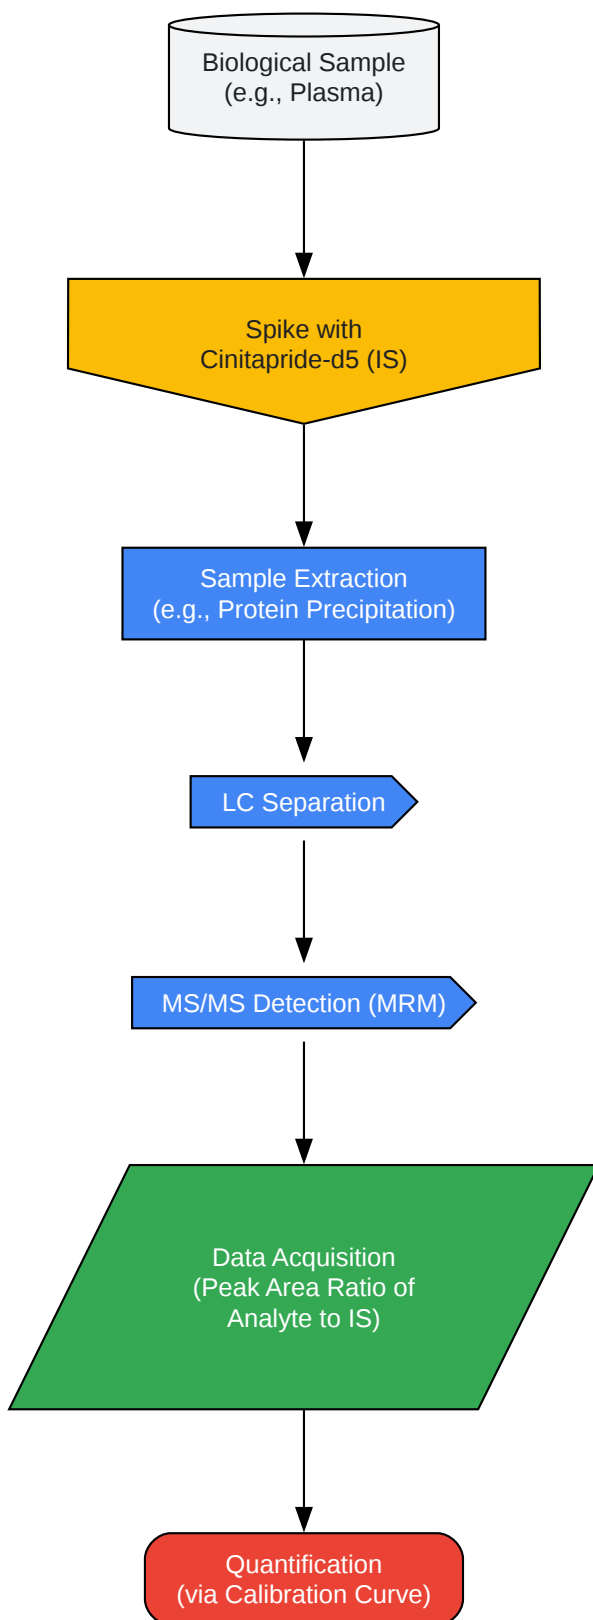 Biological Sample
(e.g., Plasma)
Spike with
Cinitapride-d5 (IS)
Sample Extraction
(e.g., Protein Precipitation)
LC Separation
MS/MS Detection (MRM)
Data Acquisition
(Peak Area Ratio of
Analyte to IS)
Quantification
(via Calibration Curve)